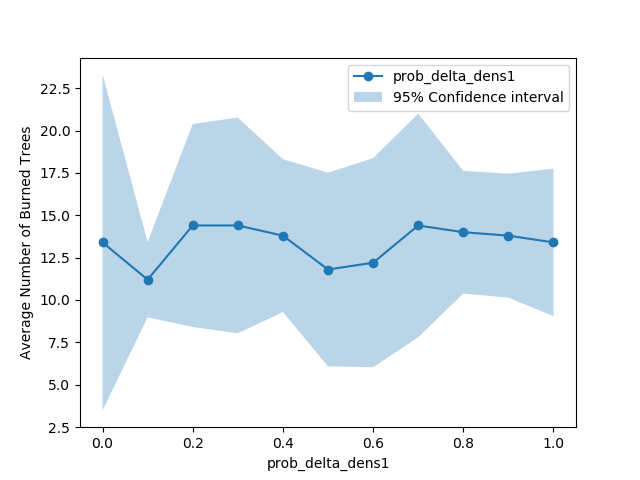 prob_delta_dens1
95% Confidence interval
Average Number of Burned Trees
22.5
20.0
17.5
15.0
12.5
10.0
7.5
5.0
2.5
0.0 0.2 0.4 0.6 0.8 1.0
prob_delta_dens1